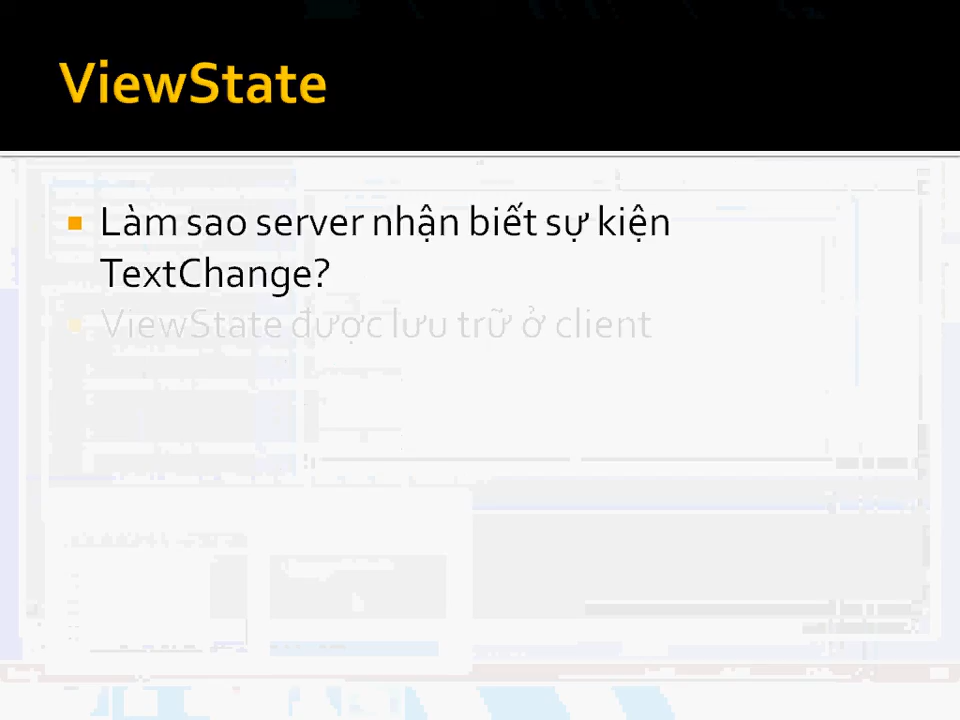 ViewState
Làm sao server nhận biết sự kiện
TextChange?
ViewState được lưu trữ ở client